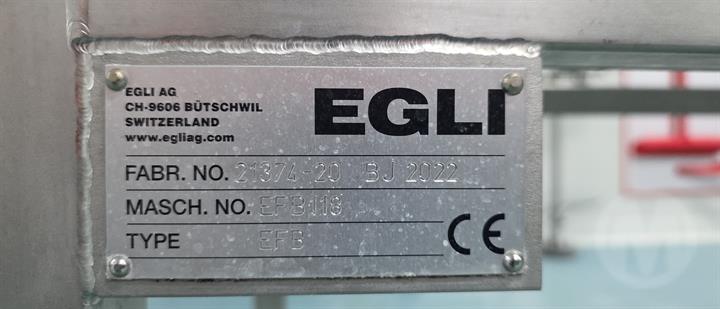 EGLI AG
CH-9606 BÜTSCHWIL
SWITZERLAND
www.egliag.com
EGLI
FABR. NO. 21374-20 BJ 2022
MASCH. NO. EFB118
TYPE EFB
CE